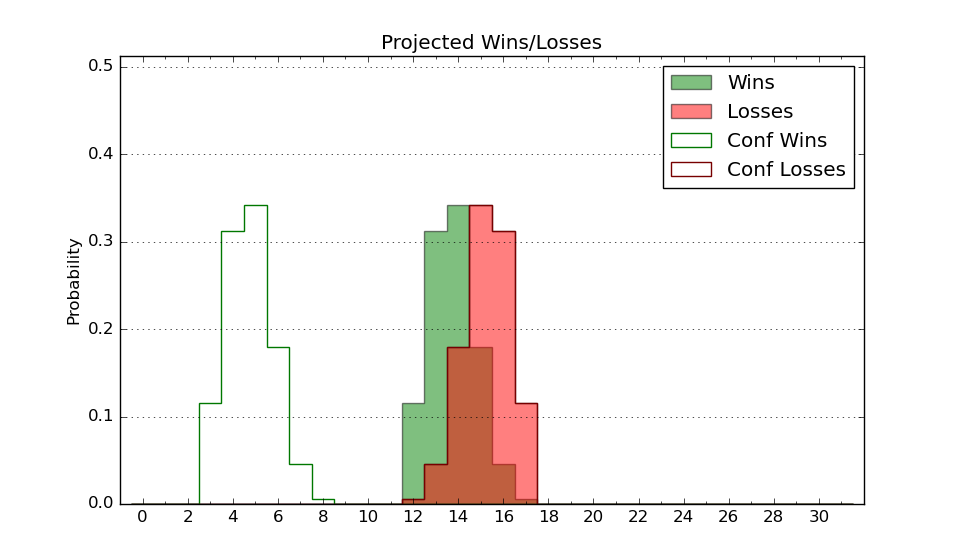 Projected Wins/Losses
0.5
0.4
0.3
0.2
0.1
0.0
Probability
Wins
Losses
Conf Wins
Conf Losses
0 2 4 6 8 10 12 14 16 18 20 22 24 26 28 30